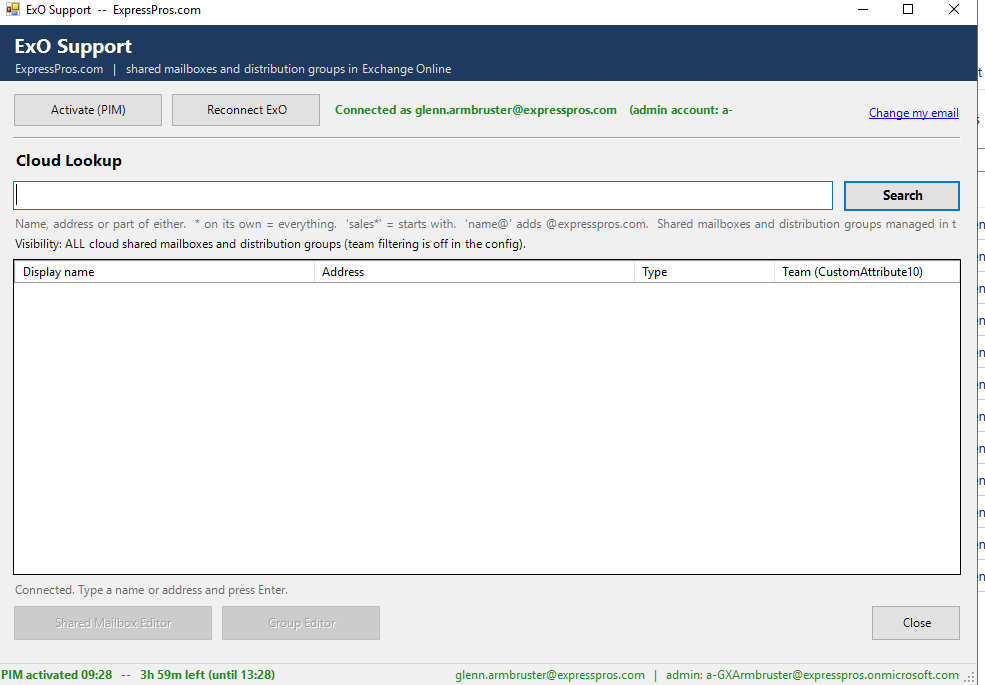 ExO Support -- ExpressPros.com
ExO Support
ExpressPros.com | shared mailboxes and distribution groups in Exchange Online
Activate (PIM) Reconnect ExO Connected as glenn.armbruster@expresspros.com (admin account: a- Change my email
Cloud Lookup
Search
Name, address or part of either. * on its own = everything. 'sales*' = starts with. 'name@' adds @expresspros.com. Shared mailboxes and distribution groups managed in t
Visibility: ALL cloud shared mailboxes and distribution groups (team filtering is off in the config).
Display name Address Type Team (CustomAttribute10)
Connected. Type a name or address and press Enter.
Shared Mailbox Editor Group Editor Close
PIM activated 09:28 -- 3h 59m left (until 13:28) glenn.armbruster@expresspros.com | admin: a-GXArmbruster@expresspros.onmicrosoft.com